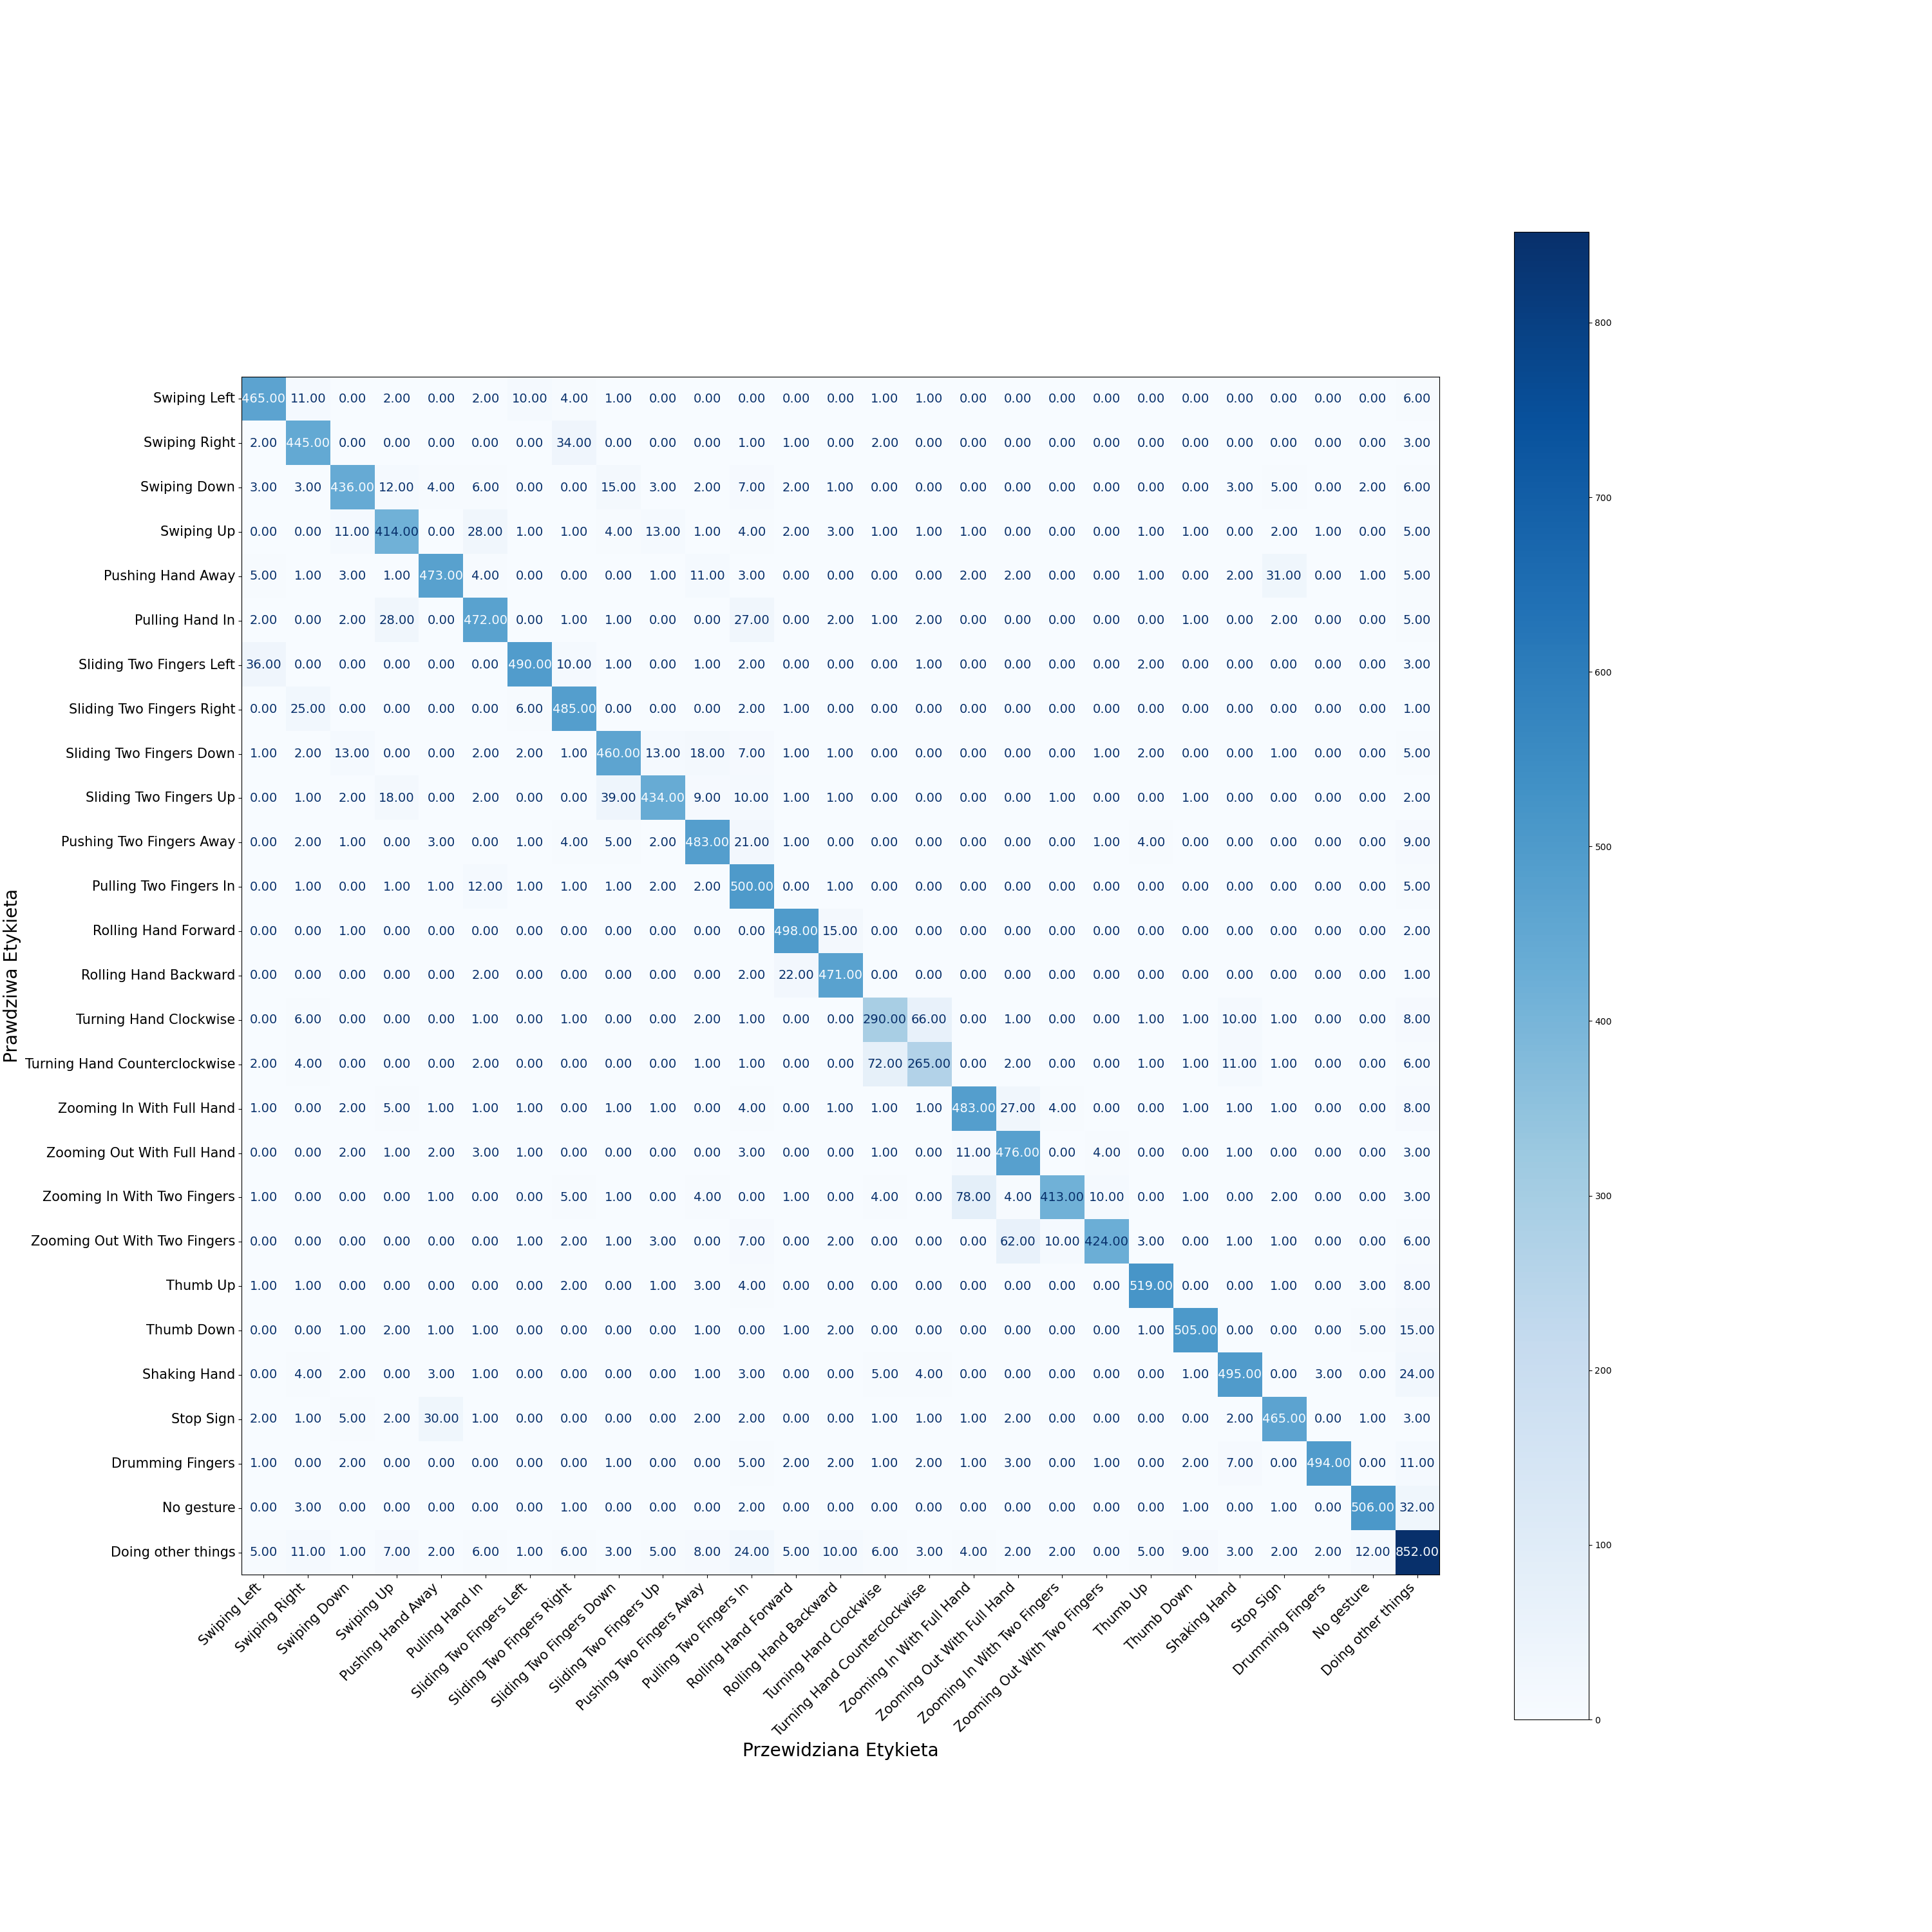 Swiping Left 465.00 11.00 0.00 2.00 0.00 2.00 10.00 4.00 1.00 0.00 0.00 0.00 0.00 0.00 1.00 1.00 0.00 0.00 0.00 0.00 0.00 0.00 0.00 0.00 0.00 0.00 6.00
Swiping Right 2.00 445.00 0.00 0.00 0.00 0.00 0.00 34.00 0.00 0.00 0.00 1.00 1.00 0.00 2.00 0.00 0.00 0.00 0.00 0.00 0.00 0.00 0.00 0.00 0.00 0.00 3.00
Swiping Down 3.00 3.00 436.00 12.00 4.00 6.00 0.00 0.00 15.00 3.00 2.00 7.00 2.00 1.00 0.00 0.00 0.00 0.00 0.00 0.00 0.00 0.00 3.00 5.00 0.00 2.00 6.00
Swiping Up 0.00 0.00 11.00 414.00 0.00 28.00 1.00 1.00 4.00 13.00 1.00 4.00 2.00 3.00 1.00 1.00 1.00 0.00 0.00 0.00 1.00 1.00 0.00 2.00 1.00 0.00 5.00
Pushing Hand Away 5.00 1.00 3.00 1.00 473.00 4.00 0.00 0.00 0.00 1.00 11.00 3.00 0.00 0.00 0.00 0.00 2.00 2.00 0.00 0.00 1.00 0.00 2.00 31.00 0.00 1.00 5.00
Pulling Hand In 2.00 0.00 2.00 28.00 0.00 472.00 0.00 1.00 1.00 0.00 0.00 27.00 0.00 2.00 1.00 2.00 0.00 0.00 0.00 0.00 0.00 1.00 0.00 2.00 0.00 0.00 5.00
Sliding Two Fingers Left 36.00 0.00 0.00 0.00 0.00 0.00 490.00 10.00 1.00 0.00 1.00 2.00 0.00 0.00 0.00 1.00 0.00 0.00 0.00 0.00 2.00 0.00 0.00 0.00 0.00 0.00 3.00
Sliding Two Fingers Right 0.00 25.00 0.00 0.00 0.00 0.00 6.00 485.00 0.00 0.00 0.00 2.00 1.00 0.00 0.00 0.00 0.00 0.00 0.00 0.00 0.00 0.00 0.00 0.00 0.00 0.00 1.00
Sliding Two Fingers Down 1.00 2.00 13.00 0.00 0.00 2.00 2.00 1.00 460.00 13.00 18.00 7.00 1.00 1.00 0.00 0.00 0.00 0.00 0.00 1.00 2.00 0.00 0.00 1.00 0.00 0.00 5.00
Sliding Two Fingers Up 0.00 1.00 2.00 18.00 0.00 2.00 0.00 0.00 39.00 434.00 9.00 10.00 1.00 1.00 0.00 0.00 0.00 0.00 1.00 0.00 0.00 1.00 0.00 0.00 0.00 0.00 2.00
Pushing Two Fingers Away 0.00 2.00 1.00 0.00 3.00 0.00 1.00 4.00 5.00 2.00 483.00 21.00 1.00 0.00 0.00 0.00 0.00 0.00 0.00 1.00 4.00 0.00 0.00 0.00 0.00 0.00 9.00
Pulling Two Fingers In 0.00 1.00 0.00 1.00 1.00 12.00 1.00 1.00 1.00 2.00 2.00 500.00 0.00 1.00 0.00 0.00 0.00 0.00 0.00 0.00 0.00 0.00 0.00 0.00 0.00 0.00 5.00
Rolling Hand Forward 0.00 0.00 1.00 0.00 0.00 0.00 0.00 0.00 0.00 0.00 0.00 0.00 498.00 15.00 0.00 0.00 0.00 0.00 0.00 0.00 0.00 0.00 0.00 0.00 0.00 0.00 2.00
Rolling Hand Backward 0.00 0.00 0.00 0.00 0.00 2.00 0.00 0.00 0.00 0.00 0.00 2.00 22.00 471.00 0.00 0.00 0.00 0.00 0.00 0.00 0.00 0.00 0.00 0.00 0.00 0.00 1.00
Turning Hand Clockwise 0.00 6.00 0.00 0.00 0.00 1.00 0.00 1.00 0.00 0.00 2.00 1.00 0.00 0.00 290.00 66.00 0.00 1.00 0.00 0.00 1.00 1.00 10.00 1.00 0.00 0.00 8.00
Turning Hand Counterclockwise 2.00 4.00 0.00 0.00 0.00 2.00 0.00 0.00 0.00 0.00 1.00 1.00 0.00 0.00 72.00 265.00 0.00 2.00 0.00 0.00 1.00 1.00 11.00 1.00 0.00 0.00 6.00
Zooming In With Full Hand 1.00 0.00 2.00 5.00 1.00 1.00 1.00 0.00 1.00 1.00 0.00 4.00 0.00 1.00 1.00 1.00 483.00 27.00 4.00 0.00 0.00 1.00 1.00 1.00 0.00 0.00 8.00
Zooming Out With Full Hand 0.00 0.00 2.00 1.00 2.00 3.00 1.00 0.00 0.00 0.00 0.00 3.00 0.00 0.00 1.00 0.00 11.00 476.00 0.00 4.00 0.00 0.00 1.00 0.00 0.00 0.00 3.00
Zooming In With Two Fingers 1.00 0.00 0.00 0.00 1.00 0.00 0.00 5.00 1.00 0.00 4.00 0.00 1.00 0.00 4.00 0.00 78.00 4.00 413.00 10.00 0.00 1.00 0.00 2.00 0.00 0.00 3.00
Zooming Out With Two Fingers 0.00 0.00 0.00 0.00 0.00 0.00 1.00 2.00 1.00 3.00 0.00 7.00 0.00 2.00 0.00 0.00 0.00 62.00 10.00 424.00 3.00 0.00 1.00 1.00 0.00 0.00 6.00
Thumb Up 1.00 1.00 0.00 0.00 0.00 0.00 0.00 2.00 0.00 1.00 3.00 4.00 0.00 0.00 0.00 0.00 0.00 0.00 0.00 0.00 519.00 0.00 0.00 1.00 0.00 3.00 8.00
Thumb Down 0.00 0.00 1.00 2.00 1.00 1.00 0.00 0.00 0.00 0.00 1.00 0.00 1.00 2.00 0.00 0.00 0.00 0.00 0.00 0.00 1.00 505.00 0.00 0.00 0.00 5.00 15.00
Shaking Hand 0.00 4.00 2.00 0.00 3.00 1.00 0.00 0.00 0.00 0.00 1.00 3.00 0.00 0.00 5.00 4.00 0.00 0.00 0.00 0.00 0.00 1.00 495.00 0.00 3.00 0.00 24.00
Stop Sign 2.00 1.00 5.00 2.00 30.00 1.00 0.00 0.00 0.00 0.00 2.00 2.00 0.00 0.00 1.00 1.00 1.00 2.00 0.00 0.00 0.00 0.00 2.00 465.00 0.00 1.00 3.00
Drumming Fingers 1.00 0.00 2.00 0.00 0.00 0.00 0.00 0.00 1.00 0.00 0.00 5.00 2.00 2.00 1.00 2.00 1.00 3.00 0.00 1.00 0.00 2.00 7.00 0.00 494.00 0.00 11.00
No gesture 0.00 3.00 0.00 0.00 0.00 0.00 0.00 1.00 0.00 0.00 0.00 2.00 0.00 0.00 0.00 0.00 0.00 0.00 0.00 0.00 0.00 1.00 0.00 1.00 0.00 506.00 32.00
Doing other things 5.00 11.00 1.00 7.00 2.00 6.00 1.00 6.00 3.00 5.00 8.00 24.00 5.00 10.00 6.00 3.00 4.00 2.00 2.00 0.00 5.00 9.00 3.00 2.00 2.00 12.00 852.00
Prawdziwa Etykieta
Swiping Left
Swiping Right
Swiping Down
Swiping Up
Pushing Hand Away
Pulling Hand In
Sliding Two Fingers Left
Sliding Two Fingers Right
Sliding Two Fingers Down
Sliding Two Fingers Up
Pushing Two Fingers Away
Pulling Two Fingers In
Rolling Hand Forward
Rolling Hand Backward
Turning Hand Clockwise
Turning Hand Counterclockwise
Zooming In With Full Hand
Zooming Out With Full Hand
Zooming In With Two Fingers
Zooming Out With Two Fingers
Thumb Up
Thumb Down
Shaking Hand
Stop Sign
Drumming Fingers
No gesture
Doing other things
Przewidziana Etykieta
800
700
600
500
400
300
200
100
0